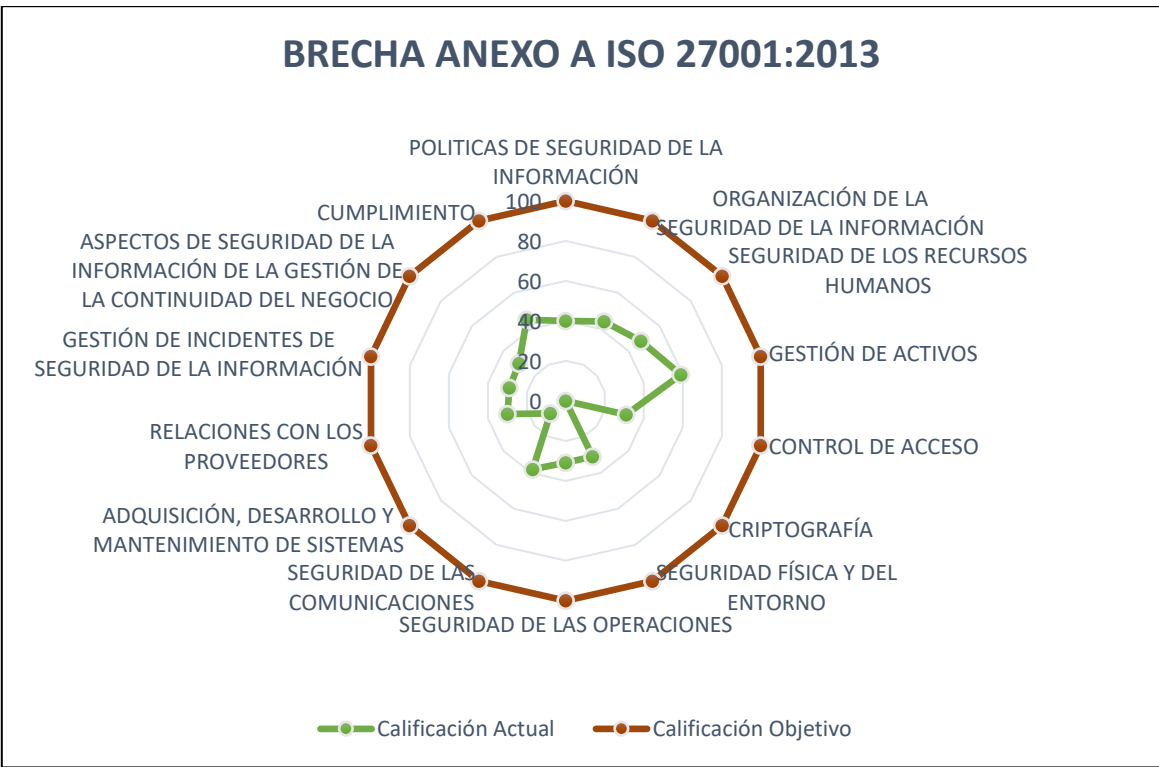 BRECHA ANEXO A ISO 27001:2013
POLITICAS DE SEGURIDAD DE LA
INFORMACIÓN
ORGANIZACIÓN DE LA
SEGURIDAD DE LA INFORMACIÓN
SEGURIDAD DE LOS RECURSOS
HUMANOS
GESTIÓN DE ACTIVOS
CONTROL DE ACCESO
CRIPTOGRAFÍA
SEGURIDAD FÍSICA Y DEL
ENTORNO
SEGURIDAD DE LAS OPERACIONES
SEGURIDAD DE LAS
COMUNICACIONES
ADQUISICIÓN, DESARROLLO Y
MANTENIMIENTO DE SISTEMAS
RELACIONES CON LOS
PROVEEDORES
GESTIÓN DE INCIDENTES DE
SEGURIDAD DE LA INFORMACIÓN
ASPECTOS DE SEGURIDAD DE LA
INFORMACIÓN DE LA GESTIÓN DE
LA CONTINUIDAD DEL NEGOCIO
CUMPLIMIENTO
100
80
60
40
20
0
Calificación Actual
Calificación Objetivo